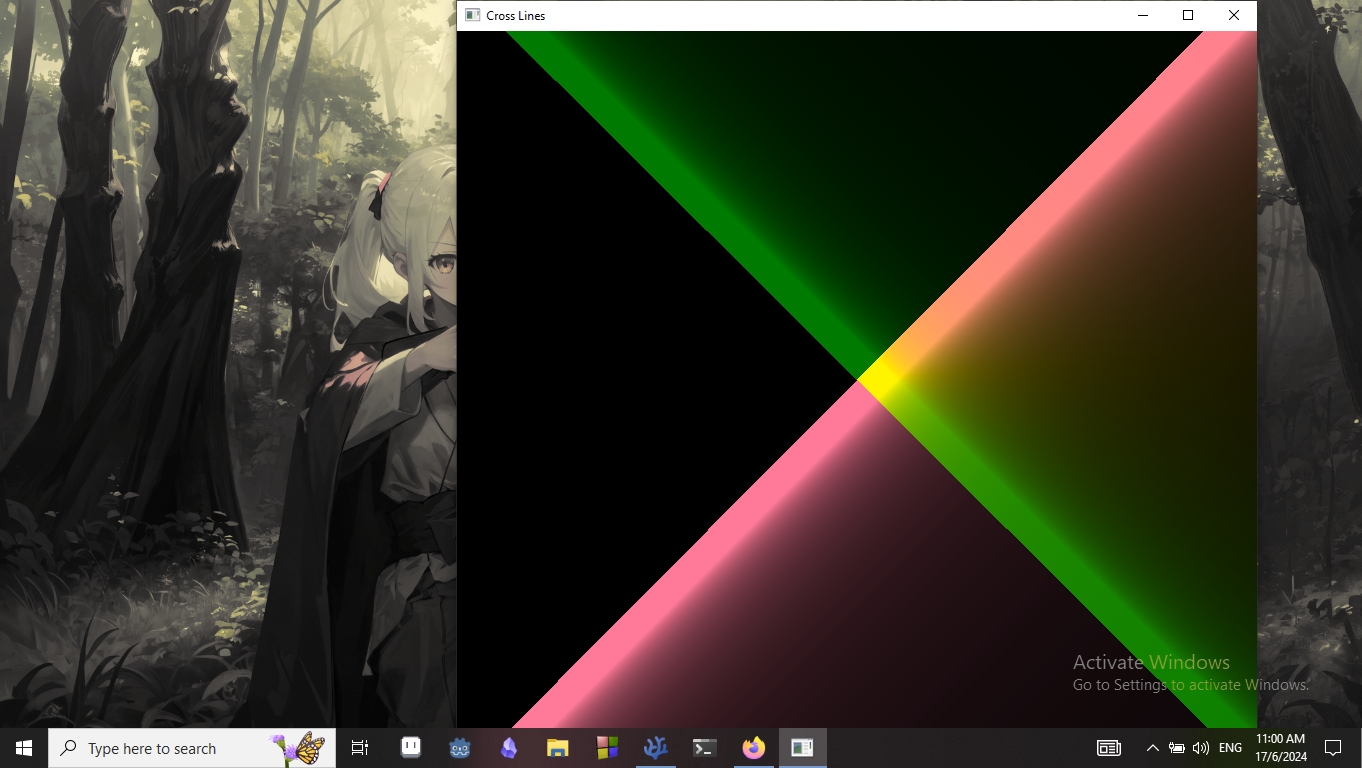 Cross Lines
Activate Windows
Go to Settings to activate Windows.
Type here to search
ENG
11:00 AM
17/6/2024